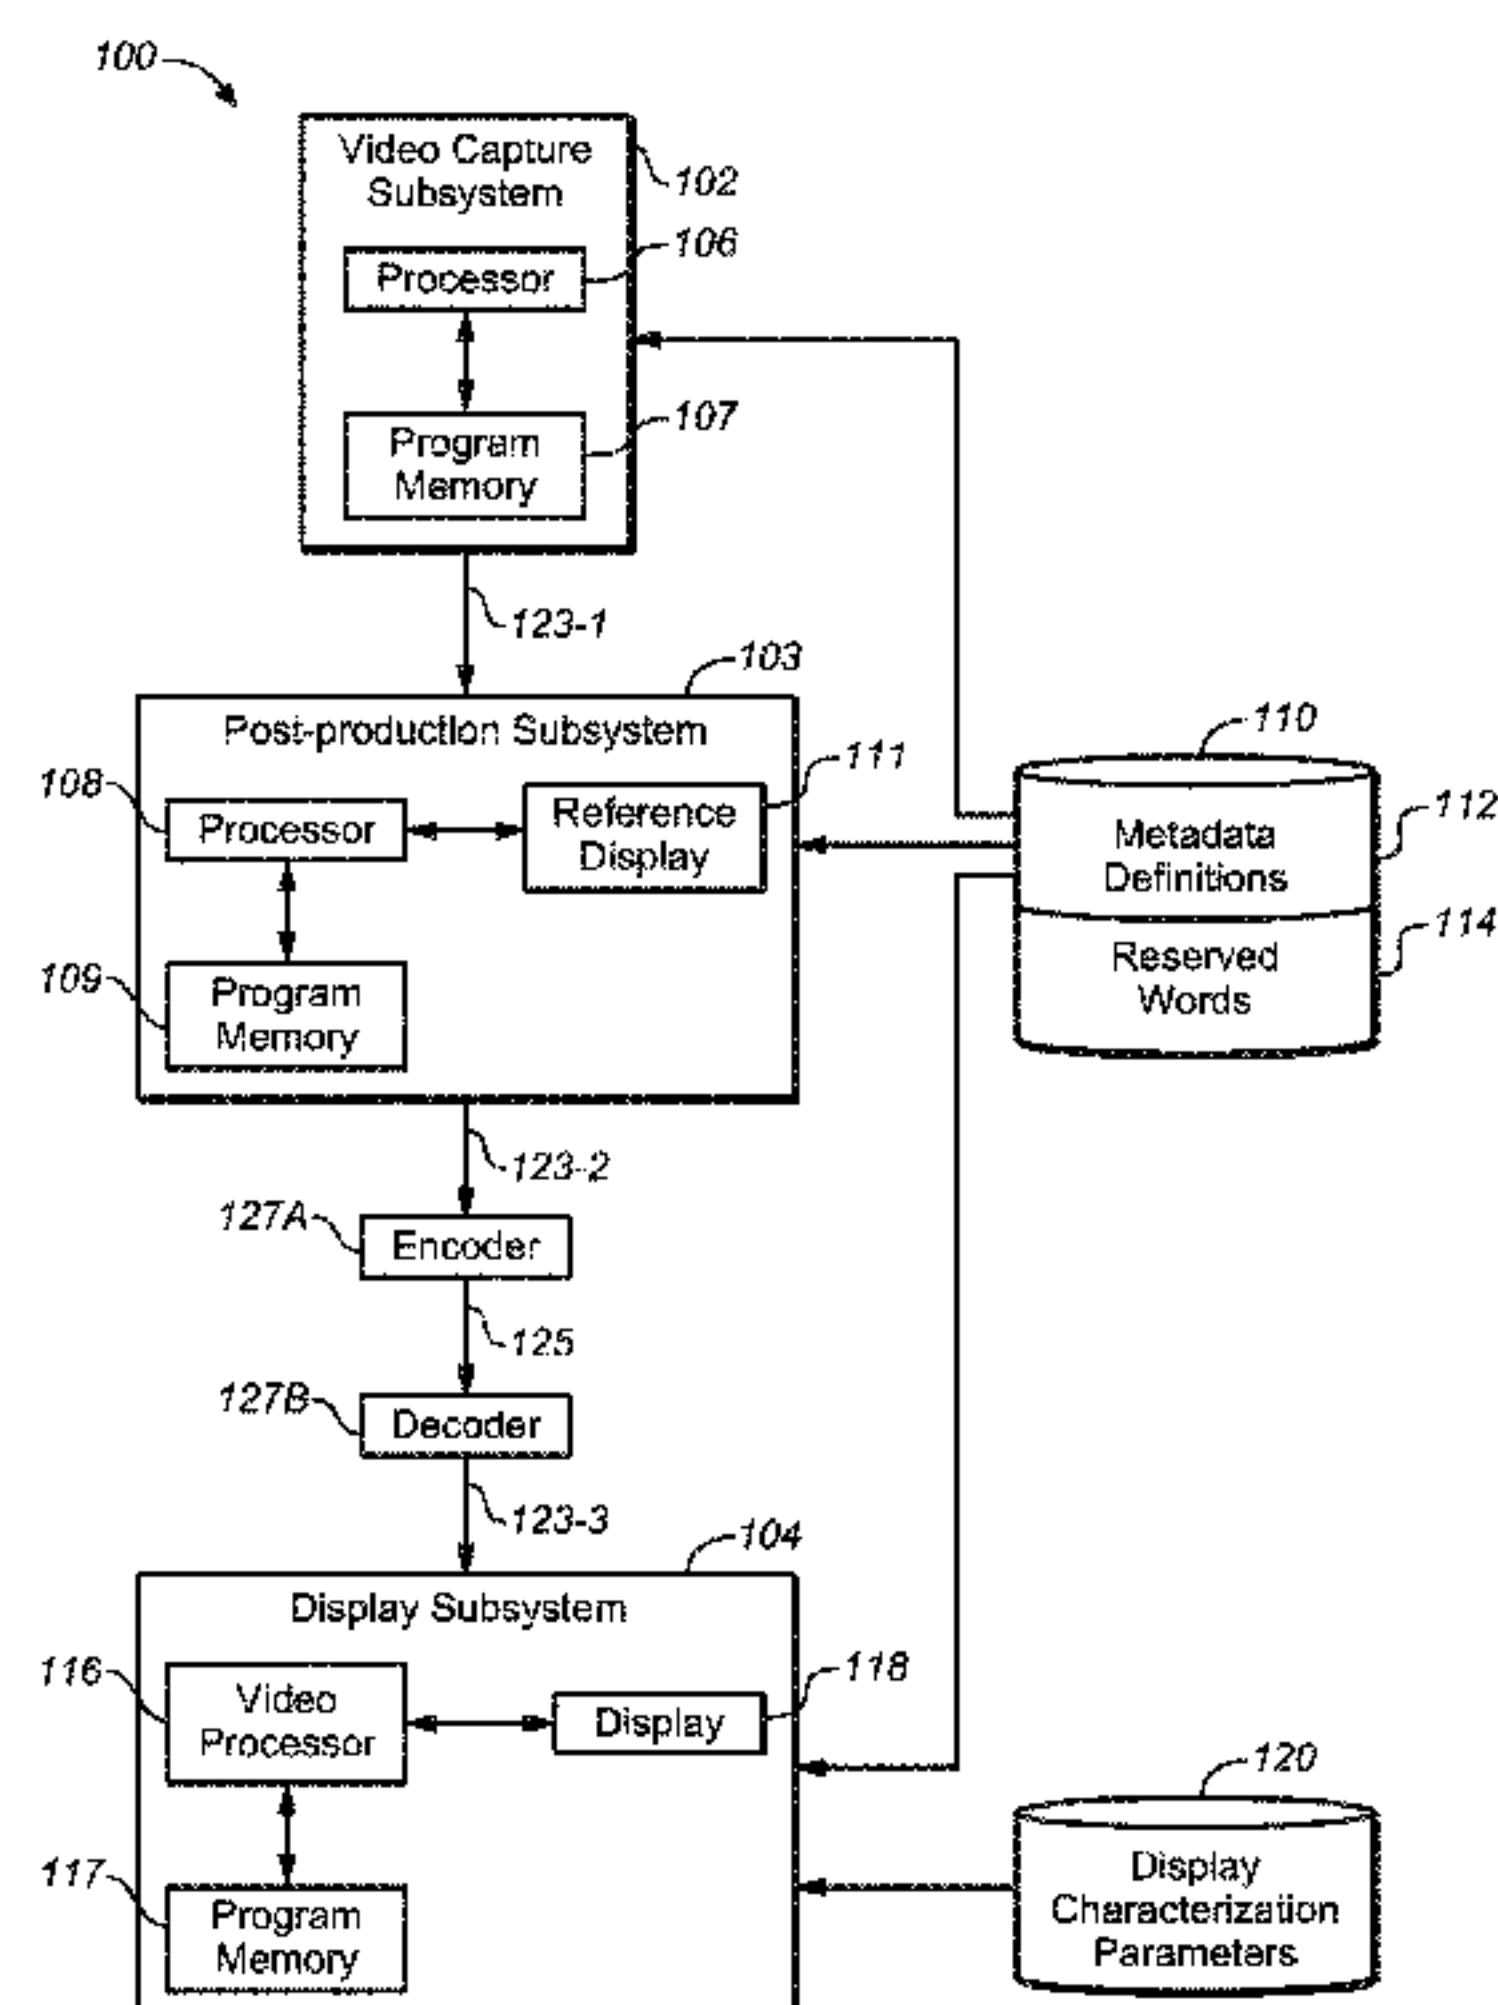 100
Video Capture
Subsystem
102
106
Processor
107
Program
Memory
123-1
103
Post-production Subsystem
110
111
108
Processor
Reference
Display
112
Metadata
Definitions
114
109
Program
Memory
Reserved
Words
123-2
127A
Encoder
125
127B
Decoder
123-3
104
Display Subsystem
116
Video
Processor
118
Display
120
117
Program
Memory
Display
Characterization
Parameters